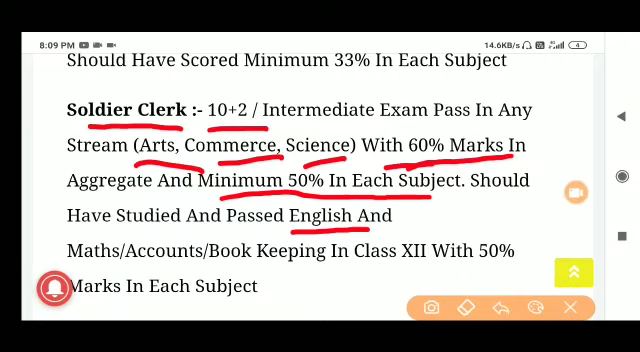 8:09 PM
14.6KB/s
4G
4
Should Have Scored Minimum 33% In Each Subject
Soldier Clerk :- 10+2 / Intermediate Exam Pass In Any
Stream (Arts, Commerce, Science) With 60% Marks In
Aggregate And Minimum 50% In Each Subject. Should
Have Studied And Passed English And
Maths/Accounts/Book Keeping In Class XII With 50%
Marks In Each Subject